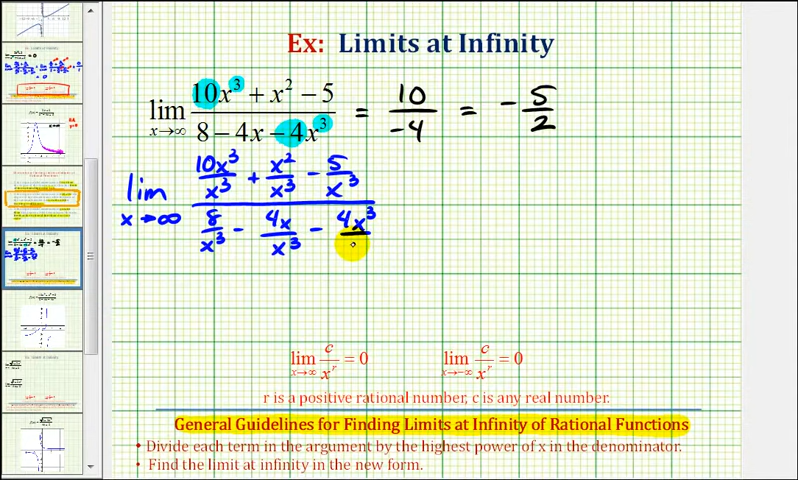 Ex: Limits at Infinity
lim x→∞ (10x³ + x² − 5)/(8 − 4x − 4x³) = 10/−4 = −5/2
lim x→∞ (10x³/x³ + x²/x³ − 5/x³)/(8/x³ − 4x/x³ − 4x³/
lim x→∞ c/xʳ = 0 lim x→−∞ c/xʳ = 0
r is a positive rational number, c is any real number.
General Guidelines for Finding Limits at Infinity of Rational Functions
• Divide each term in the argument by the highest power of x in the denominator.
• Find the limit at infinity in the new form.